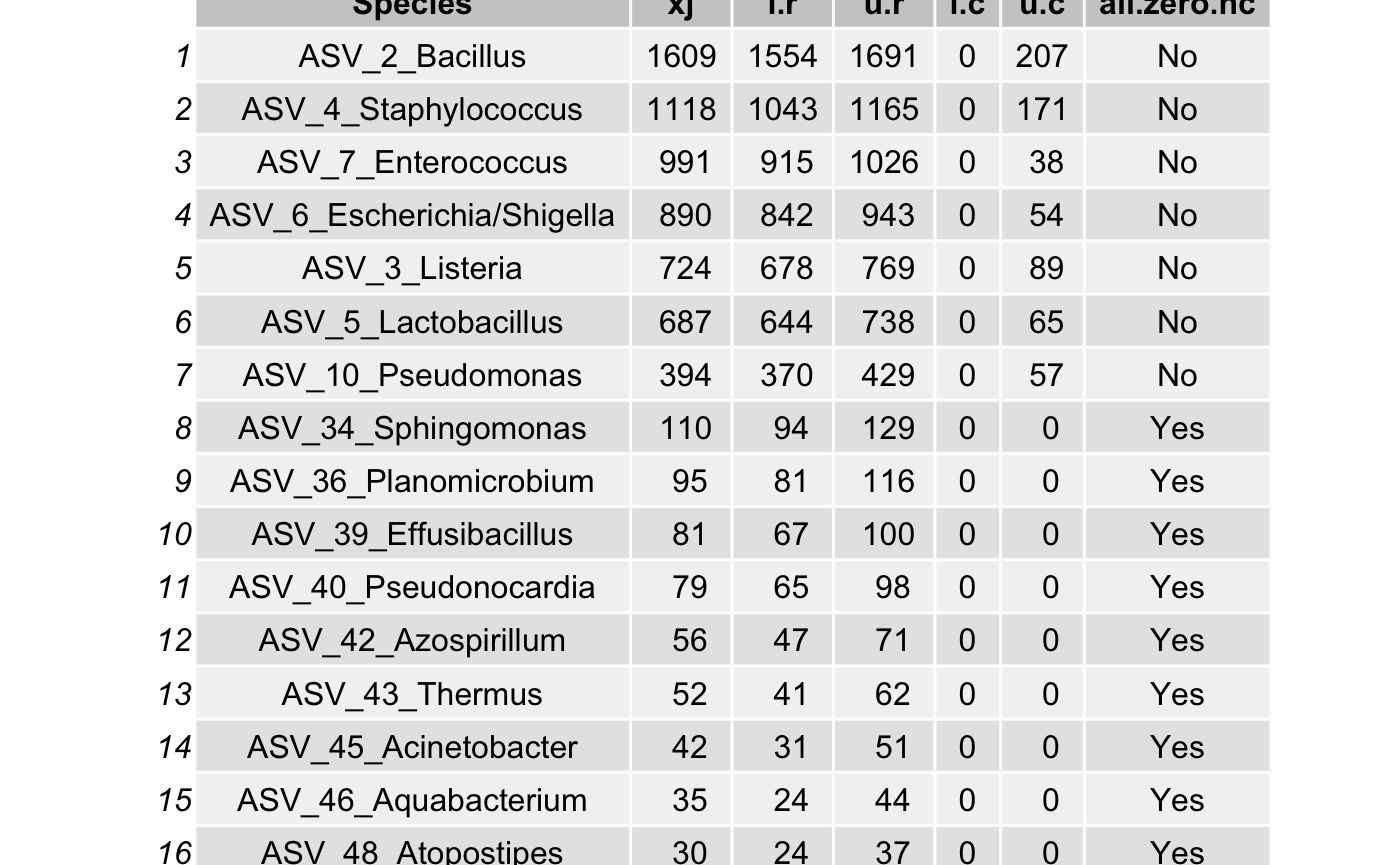 Species xj l.r u.r l.c u.c all.zero.nc
1 ASV_2_Bacillus 1609 1554 1691 0 207 No
2 ASV_4_Staphylococcus 1118 1043 1165 0 171 No
3 ASV_7_Enterococcus 991 915 1026 0 38 No
4 ASV_6_Escherichia/Shigella 890 842 943 0 54 No
5 ASV_3_Listeria 724 678 769 0 89 No
6 ASV_5_Lactobacillus 687 644 738 0 65 No
7 ASV_10_Pseudomonas 394 370 429 0 57 No
8 ASV_34_Sphingomonas 110 94 129 0 0 Yes
9 ASV_36_Planomicrobium 95 81 116 0 0 Yes
10 ASV_39_Effusibacillus 81 67 100 0 0 Yes
11 ASV_40_Pseudonocardia 79 65 98 0 0 Yes
12 ASV_42_Azospirillum 56 47 71 0 0 Yes
13 ASV_43_Thermus 52 41 62 0 0 Yes
14 ASV_45_Acinetobacter 42 31 51 0 0 Yes
15 ASV_46_Aquabacterium 35 24 44 0 0 Yes
16 ASV_48_Atopostipes 30 24 37 0 0 Yes